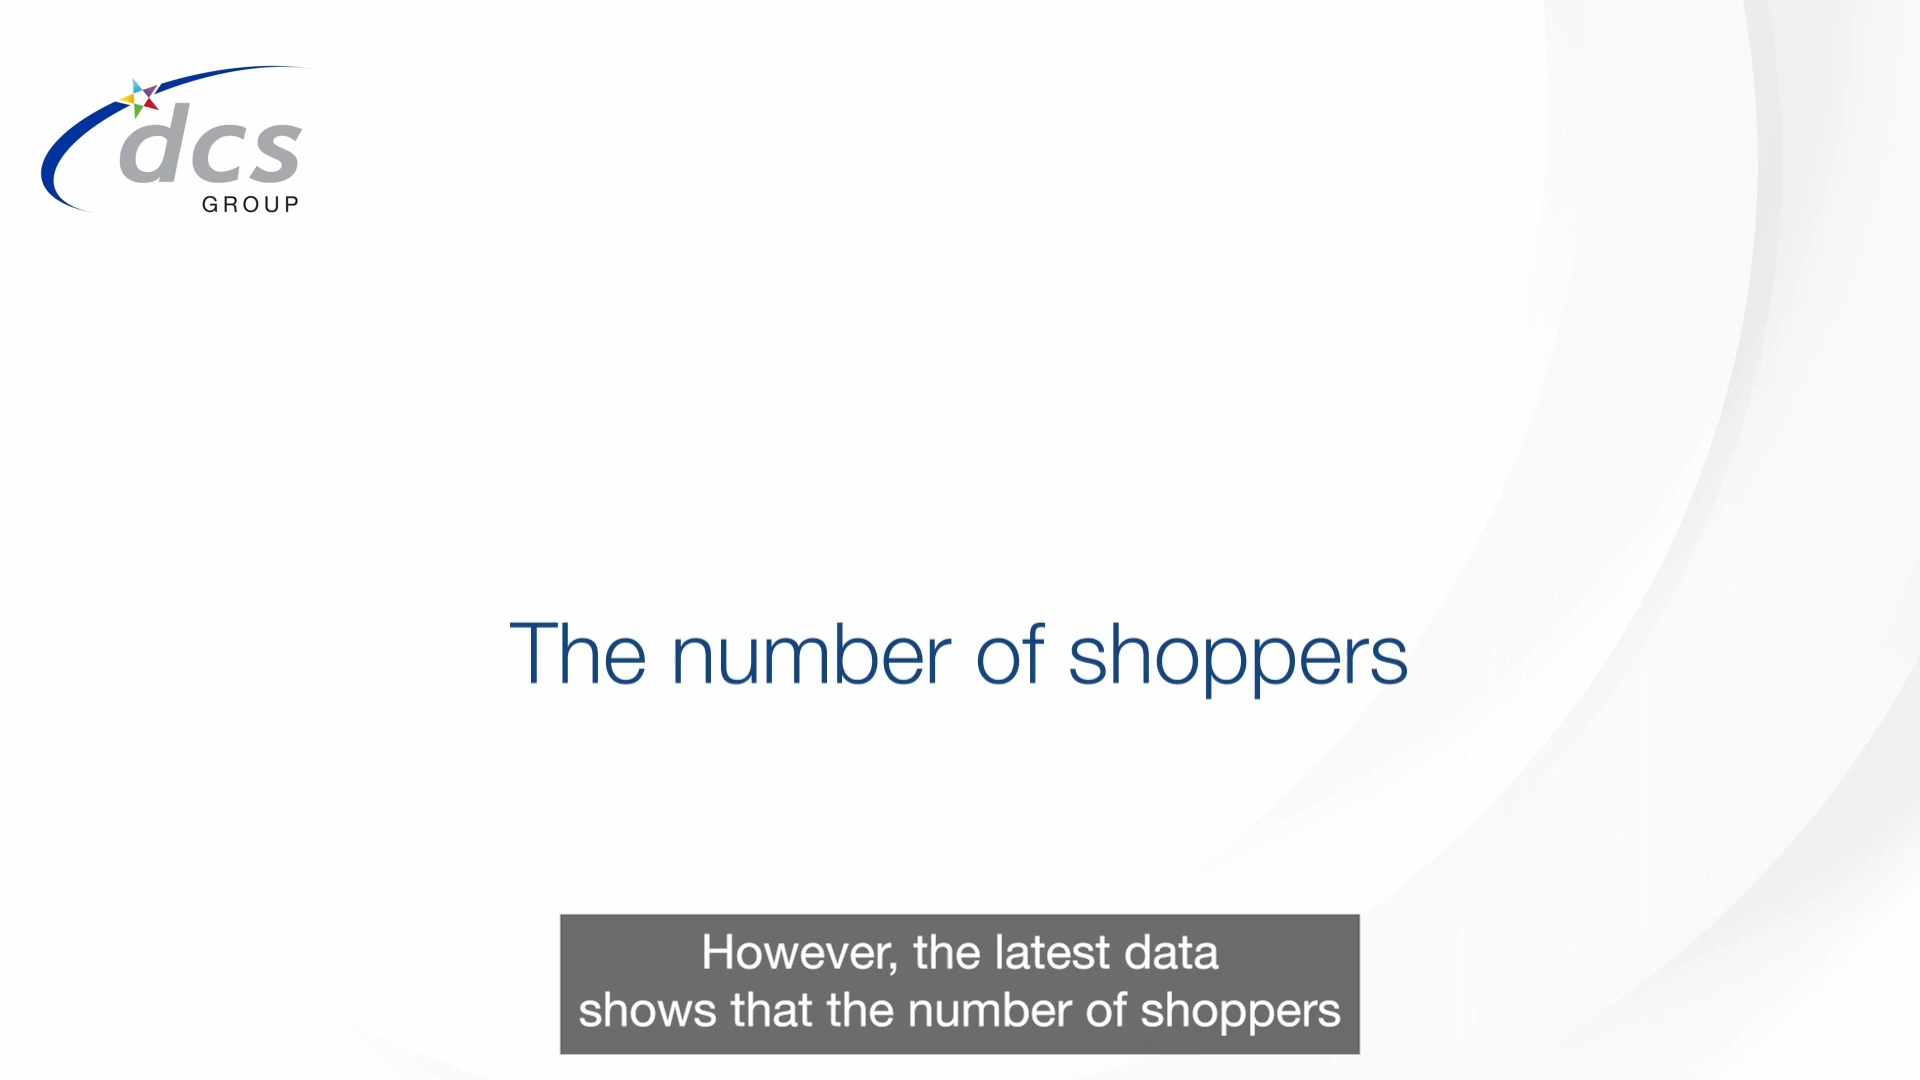 dcs
GROUP
The number of shoppers
However, the latest data
shows that the number of shoppers